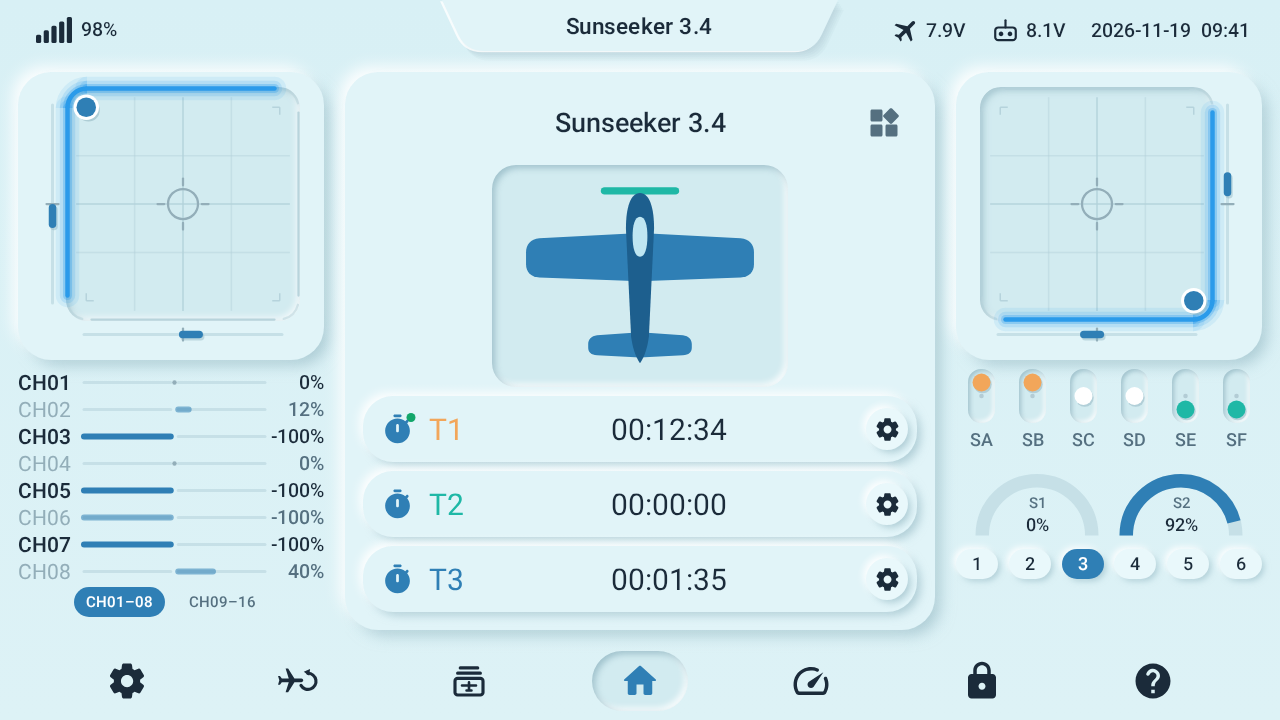 98%
Sunseeker 3.4
7.9V
8.1V
2026-11-19 09:41
Sunseeker 3.4
CH01 0%
CH02 12%
CH03 -100%
CH04 0%
CH05 -100%
CH06 -100%
CH07 -100%
CH08 40%
CH01–08 CH09–16
T1 00:12:34
T2 00:00:00
T3 00:01:35
SA SB SC SD SE SF
S1 S2
0% 92%
1 2 3 4 5 6